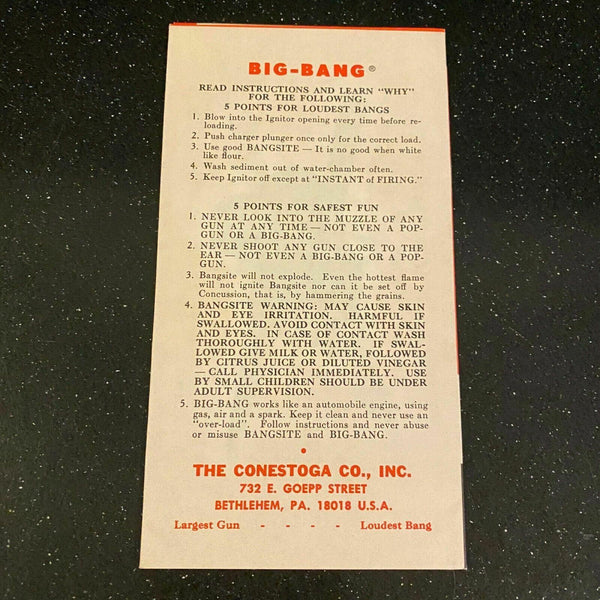 BIG-BANG®
READ INSTRUCTIONS AND LEARN "WHY"
FOR THE FOLLOWING:
5 POINTS FOR LOUDEST BANGS
1. Blow into the Ignitor opening every time before re-
loading.
2. Push charger plunger once only for the correct load.
3. Use good BANGSITE — It is no good when white
like flour.
4. Wash sediment out of water-chamber often.
5. Keep Ignitor off except at "INSTANT of FIRING."
5 POINTS FOR SAFEST FUN
1. NEVER LOOK INTO THE MUZZLE OF ANY
GUN AT ANY TIME — NOT EVEN A POP-
GUN OR A BIG-BANG.
2. NEVER SHOOT ANY GUN CLOSE TO THE
EAR — NOT EVEN A BIG-BANG OR A POP-
GUN.
3. Bangsite will not explode. Even the hottest flame
will not ignite Bangsite nor can it be set off by
Concussion, that is, by hammering the grains.
4. BANGSITE WARNING: MAY CAUSE SKIN
AND EYE IRRITATION. HARMFUL IF
SWALLOWED. AVOID CONTACT WITH SKIN
AND EYES. IN CASE OF CONTACT WASH
THOROUGHLY WITH WATER. IF SWAL-
LOWED GIVE MILK OR WATER, FOLLOWED
BY CITRUS JUICE OR DILUTED VINEGAR
— CALL PHYSICIAN IMMEDIATELY. USE
BY SMALL CHILDREN SHOULD BE UNDER
ADULT SUPERVISION.
5. BIG-BANG works like an automobile engine, using
gas, air and a spark. Keep it clean and never use an
"over-load". Follow instructions and never abuse
or misuse BANGSITE and BIG-BANG.
•
THE CONESTOGA CO., INC.
732 E. GOEPP STREET
BETHLEHEM, PA. 18018 U.S.A.
Largest Gun - - - - Loudest Bang